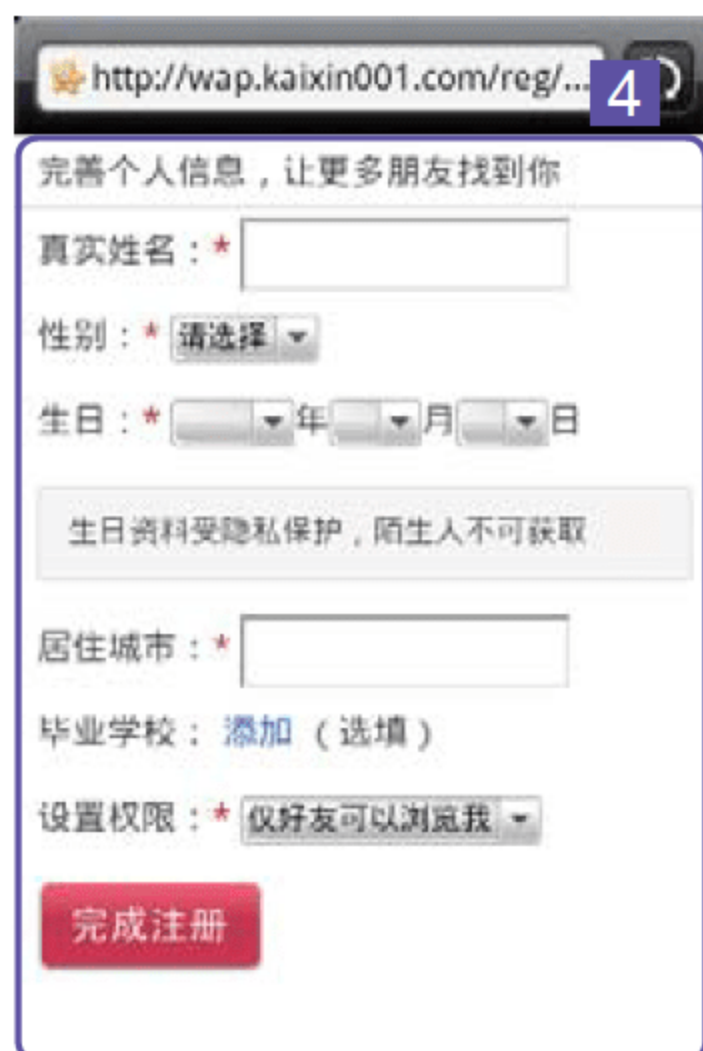 http://wap.kaixin001.com/reg/...
4
完善个人信息，让更多朋友找到你
真实姓名：*
性别：* 请选择
生日：* 年 月 日
生日资料受隐私保护，陌生人不可获取
居住城市：*
毕业学校： 添加 （选填）
设置权限：* 仅好友可以浏览我
完成注册